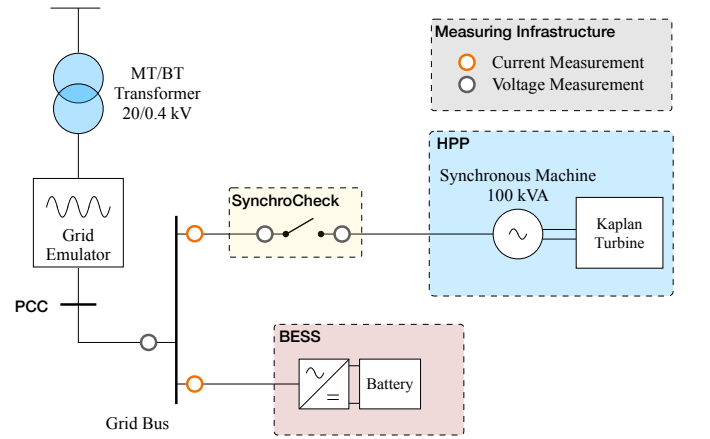 Measuring Infrastructure
Current Measurement
Voltage Measurement
MT/BT
Transformer
20/0.4 kV
HPP
Synchronous Machine
100 kVA
Kaplan
Turbine
SynchroCheck
Grid
Emulator
PCC
BESS
Battery
Grid Bus